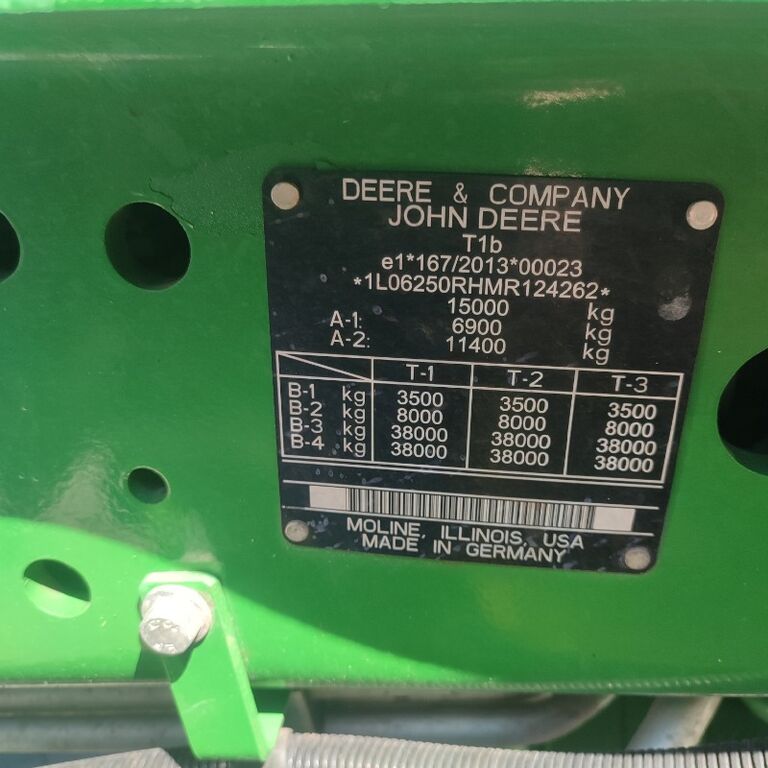 DEERE & COMPANY
JOHN DEERE
T1b
e1*167/2013*00023
*1L06250RHMR124262*
15000 kg
A-1: 6900 kg
A-2: 11400 kg
T-1 T-2 T-3
B-1 kg 3500 3500 3500
B-2 kg 8000 8000 8000
B-3 kg 38000 38000 38000
B-4 kg 38000 38000 38000
MOLINE, ILLINOIS, USA
MADE IN GERMANY